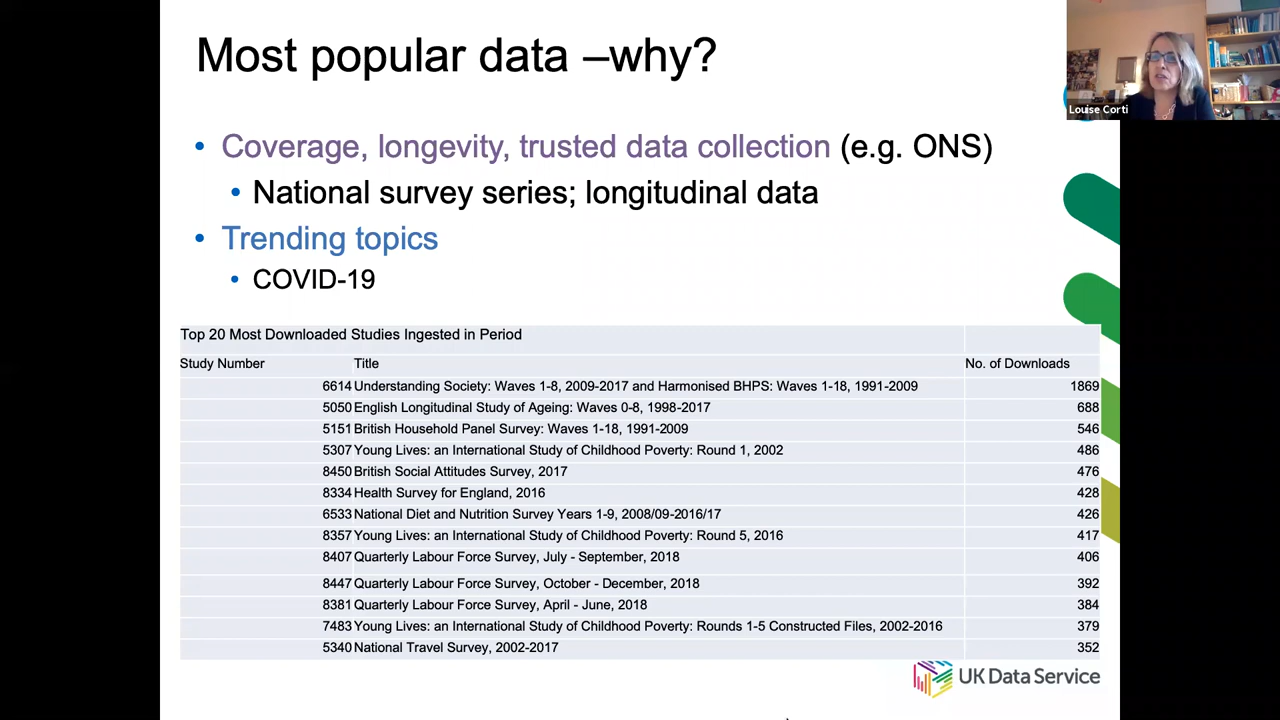 Most popular data –why?
Louise Corti
• Coverage, longevity, trusted data collection (e.g. ONS)
• National survey series; longitudinal data
• Trending topics
• COVID-19
Top 20 Most Downloaded Studies Ingested in Period
Study Number Title No. of Downloads
6614 Understanding Society: Waves 1-8, 2009-2017 and Harmonised BHPS: Waves 1-18, 1991-2009 1869
5050 English Longitudinal Study of Ageing: Waves 0-8, 1998-2017 688
5151 British Household Panel Survey: Waves 1-18, 1991-2009 546
5307 Young Lives: an International Study of Childhood Poverty: Round 1, 2002 486
8450 British Social Attitudes Survey, 2017 476
8334 Health Survey for England, 2016 428
6533 National Diet and Nutrition Survey Years 1-9, 2008/09-2016/17 426
8357 Young Lives: an International Study of Childhood Poverty: Round 5, 2016 417
8407 Quarterly Labour Force Survey, July - September, 2018 406
8447 Quarterly Labour Force Survey, October - December, 2018 392
8381 Quarterly Labour Force Survey, April - June, 2018 384
7483 Young Lives: an International Study of Childhood Poverty: Rounds 1-5 Constructed Files, 2002-2016 379
5340 National Travel Survey, 2002-2017 352
UK Data Service